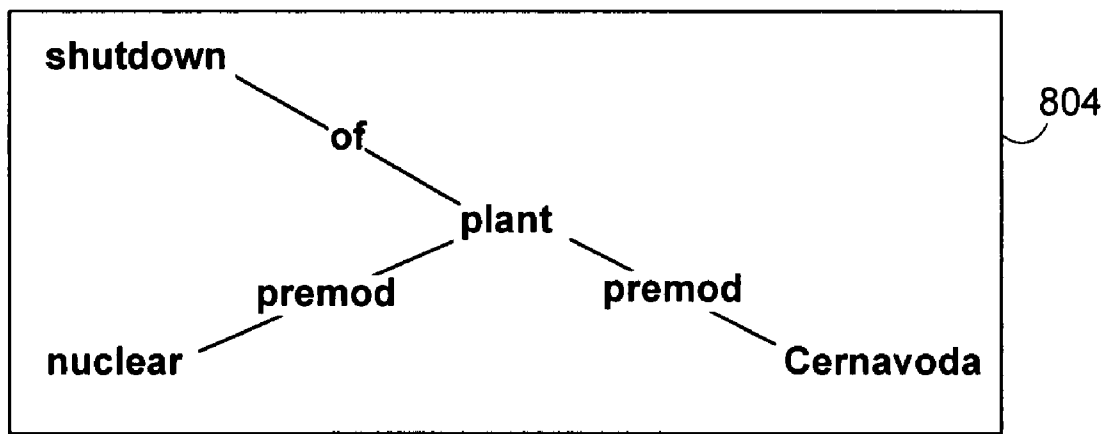 shutdown
804
of
plant
premod premod
nuclear Cernavoda